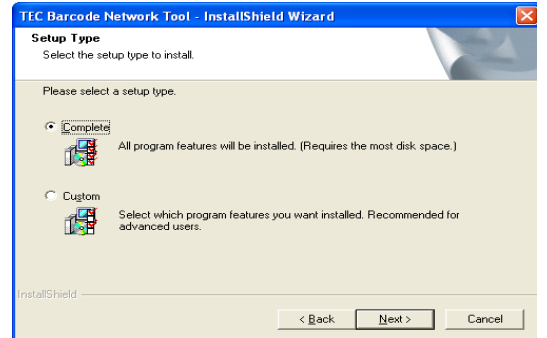 TEC Barcode Network Tool - InstallShield Wizard
Setup Type
Select the setup type to install.
Please select a setup type.
Complete
All program features will be installed. (Requires the most disk space.)
Custom
Select which program features you want installed. Recommended for
advanced users.
InstallShield
< Back
Next >
Cancel